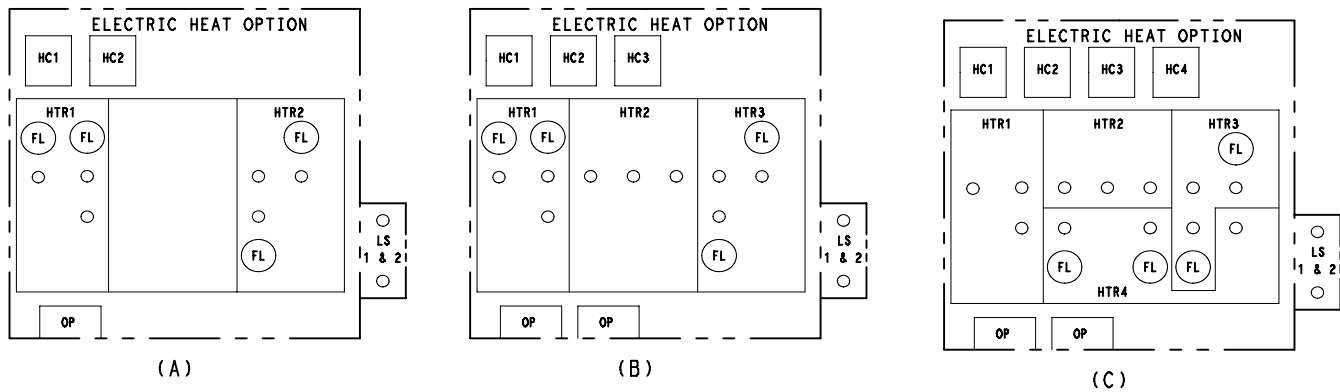 ELECTRIC HEAT OPTION
HC1 HC2
HTR1 HTR2
FL FL FL
FL
LS
1 & 2
OP
(A)
ELECTRIC HEAT OPTION
HC1 HC2 HC3
HTR1 HTR2 HTR3
FL FL FL
FL
LS
1 & 2
OP OP
(B)
ELECTRIC HEAT OPTION
HC1 HC2 HC3 HC4
HTR1 HTR2 HTR3
FL
FL FL FL
HTR4
LS
1 & 2
OP OP
(C)